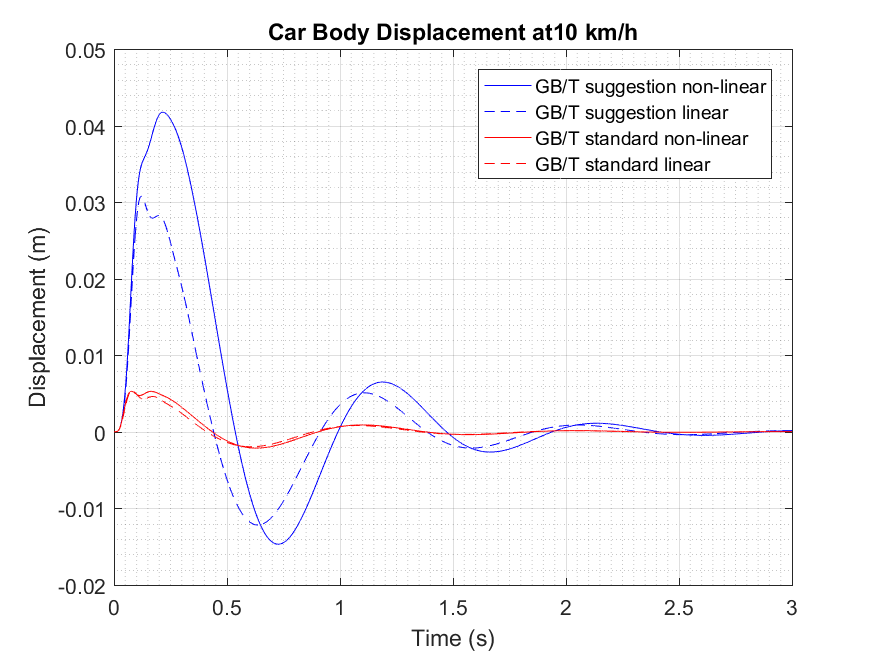 Car Body Displacement at10 km/h
0.05
0.04
0.03
0.02
0.01
0
-0.01
-0.02
Displacement (m)
GB/T suggestion non-linear
GB/T suggestion linear
GB/T standard non-linear
GB/T standard linear
0
0.5
1
1.5
2
2.5
3
Time (s)